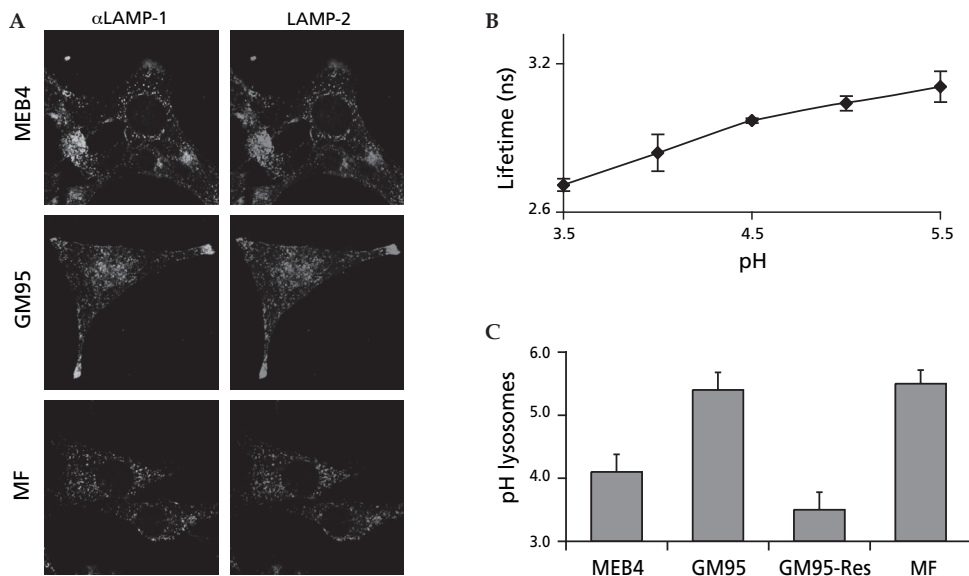 A
αLAMP-1
LAMP-2
MEB4
GM95
MF
B
Lifetime (ns)
3.2
2.6
3.5
4.5
5.5
pH
C
pH lysosomes
6.0
5.0
4.0
3.0
MEB4
GM95
GM95-Res
MF